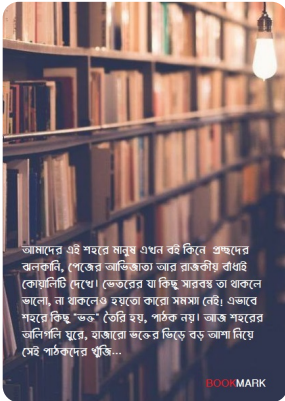 আমাদের এই শহরে মানুষ এখন বই কিনে প্রচ্ছদের
ঝলকানি, পেজের আভিজাত্য আর রাজকীয় বাঁধাই
কোয়ালিটি দেখে। ভেতরের যা কিছু সারবস্তু তা থাকলে
ভালো, না থাকলেও হয়তো কারো সমস্যা নেই। এভাবে
শহরে কিছু "ভক্ত" তৈরি হয়, পাঠক নয়। আজ শহরের
অলিগলি ঘুরে, হাজারো ভক্তের ভিড়ে বড় আশা নিয়ে
সেই পাঠকদের খুঁজি...
BOOKMARK